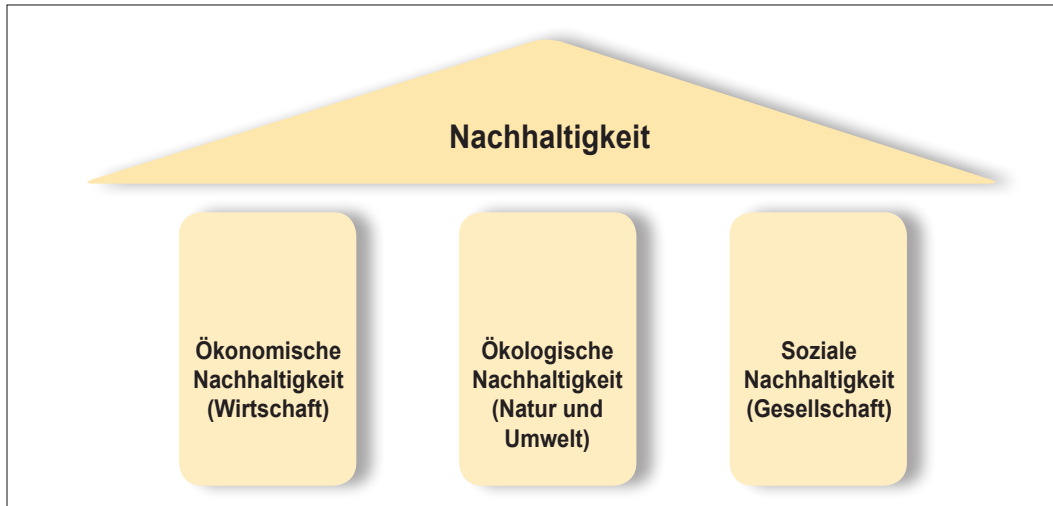 Nachhaltigkeit
Ökonomische
Nachhaltigkeit
(Wirtschaft)
Ökologische
Nachhaltigkeit
(Natur und
Umwelt)
Soziale
Nachhaltigkeit
(Gesellschaft)